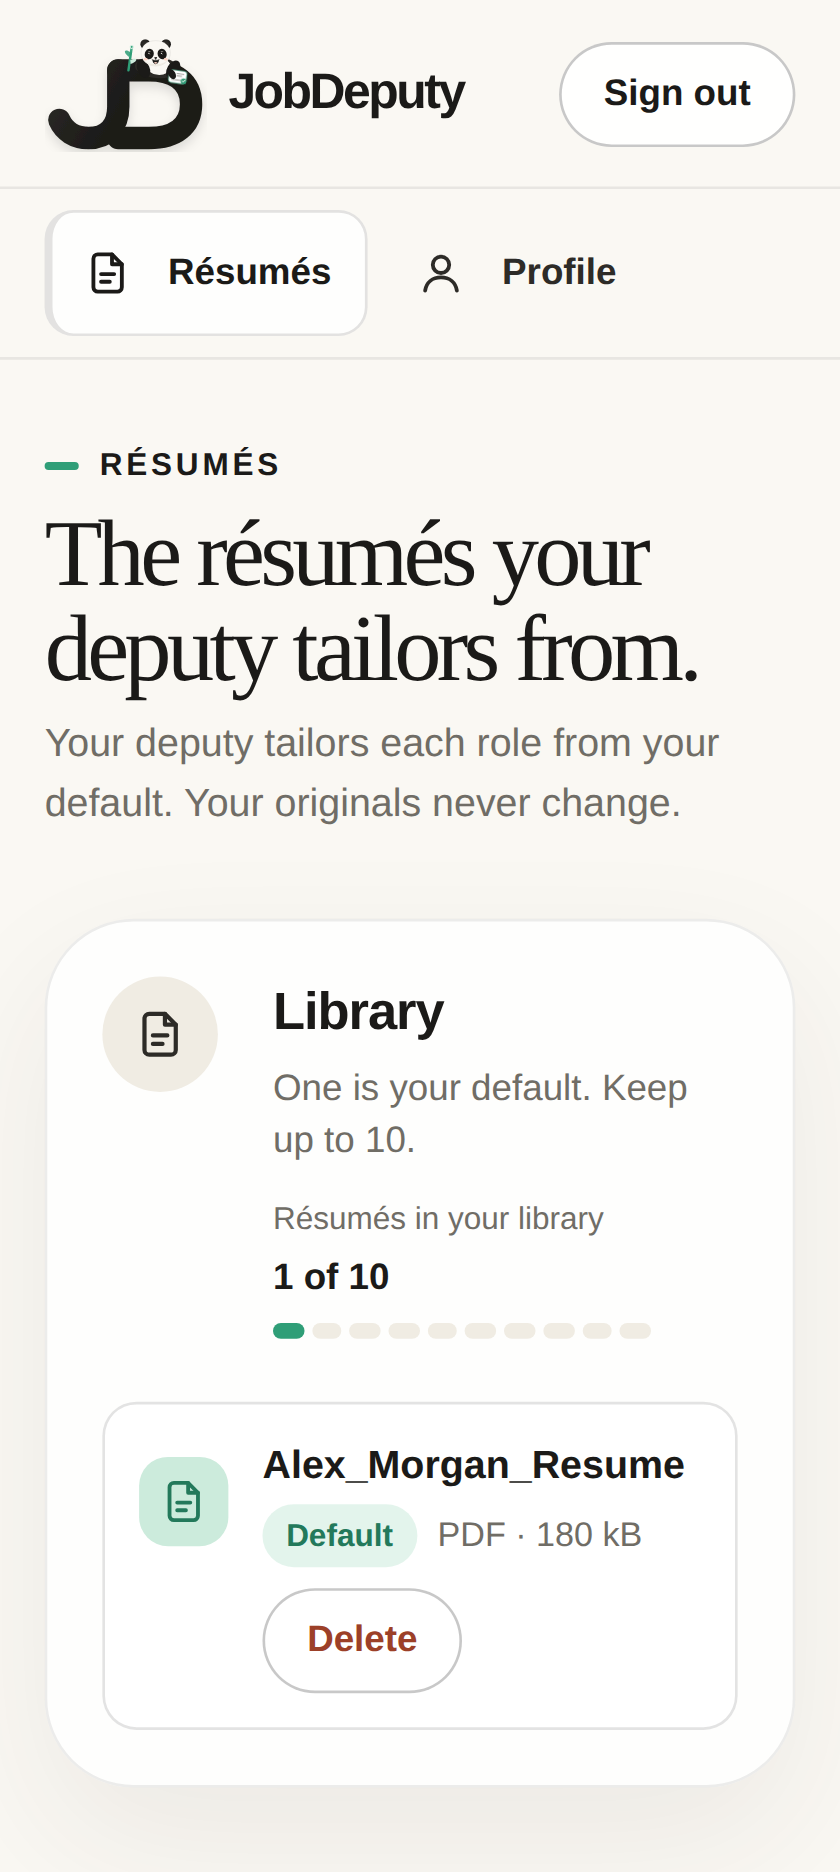 JobDeputy
Sign out
Résumés
Profile
RÉSUMÉS
The résumés your
deputy tailors from.
Your deputy tailors each role from your
default. Your originals never change.
Library
One is your default. Keep
up to 10.
Résumés in your library
1 of 10
Alex_Morgan_Resume
Default PDF · 180 kB
Delete